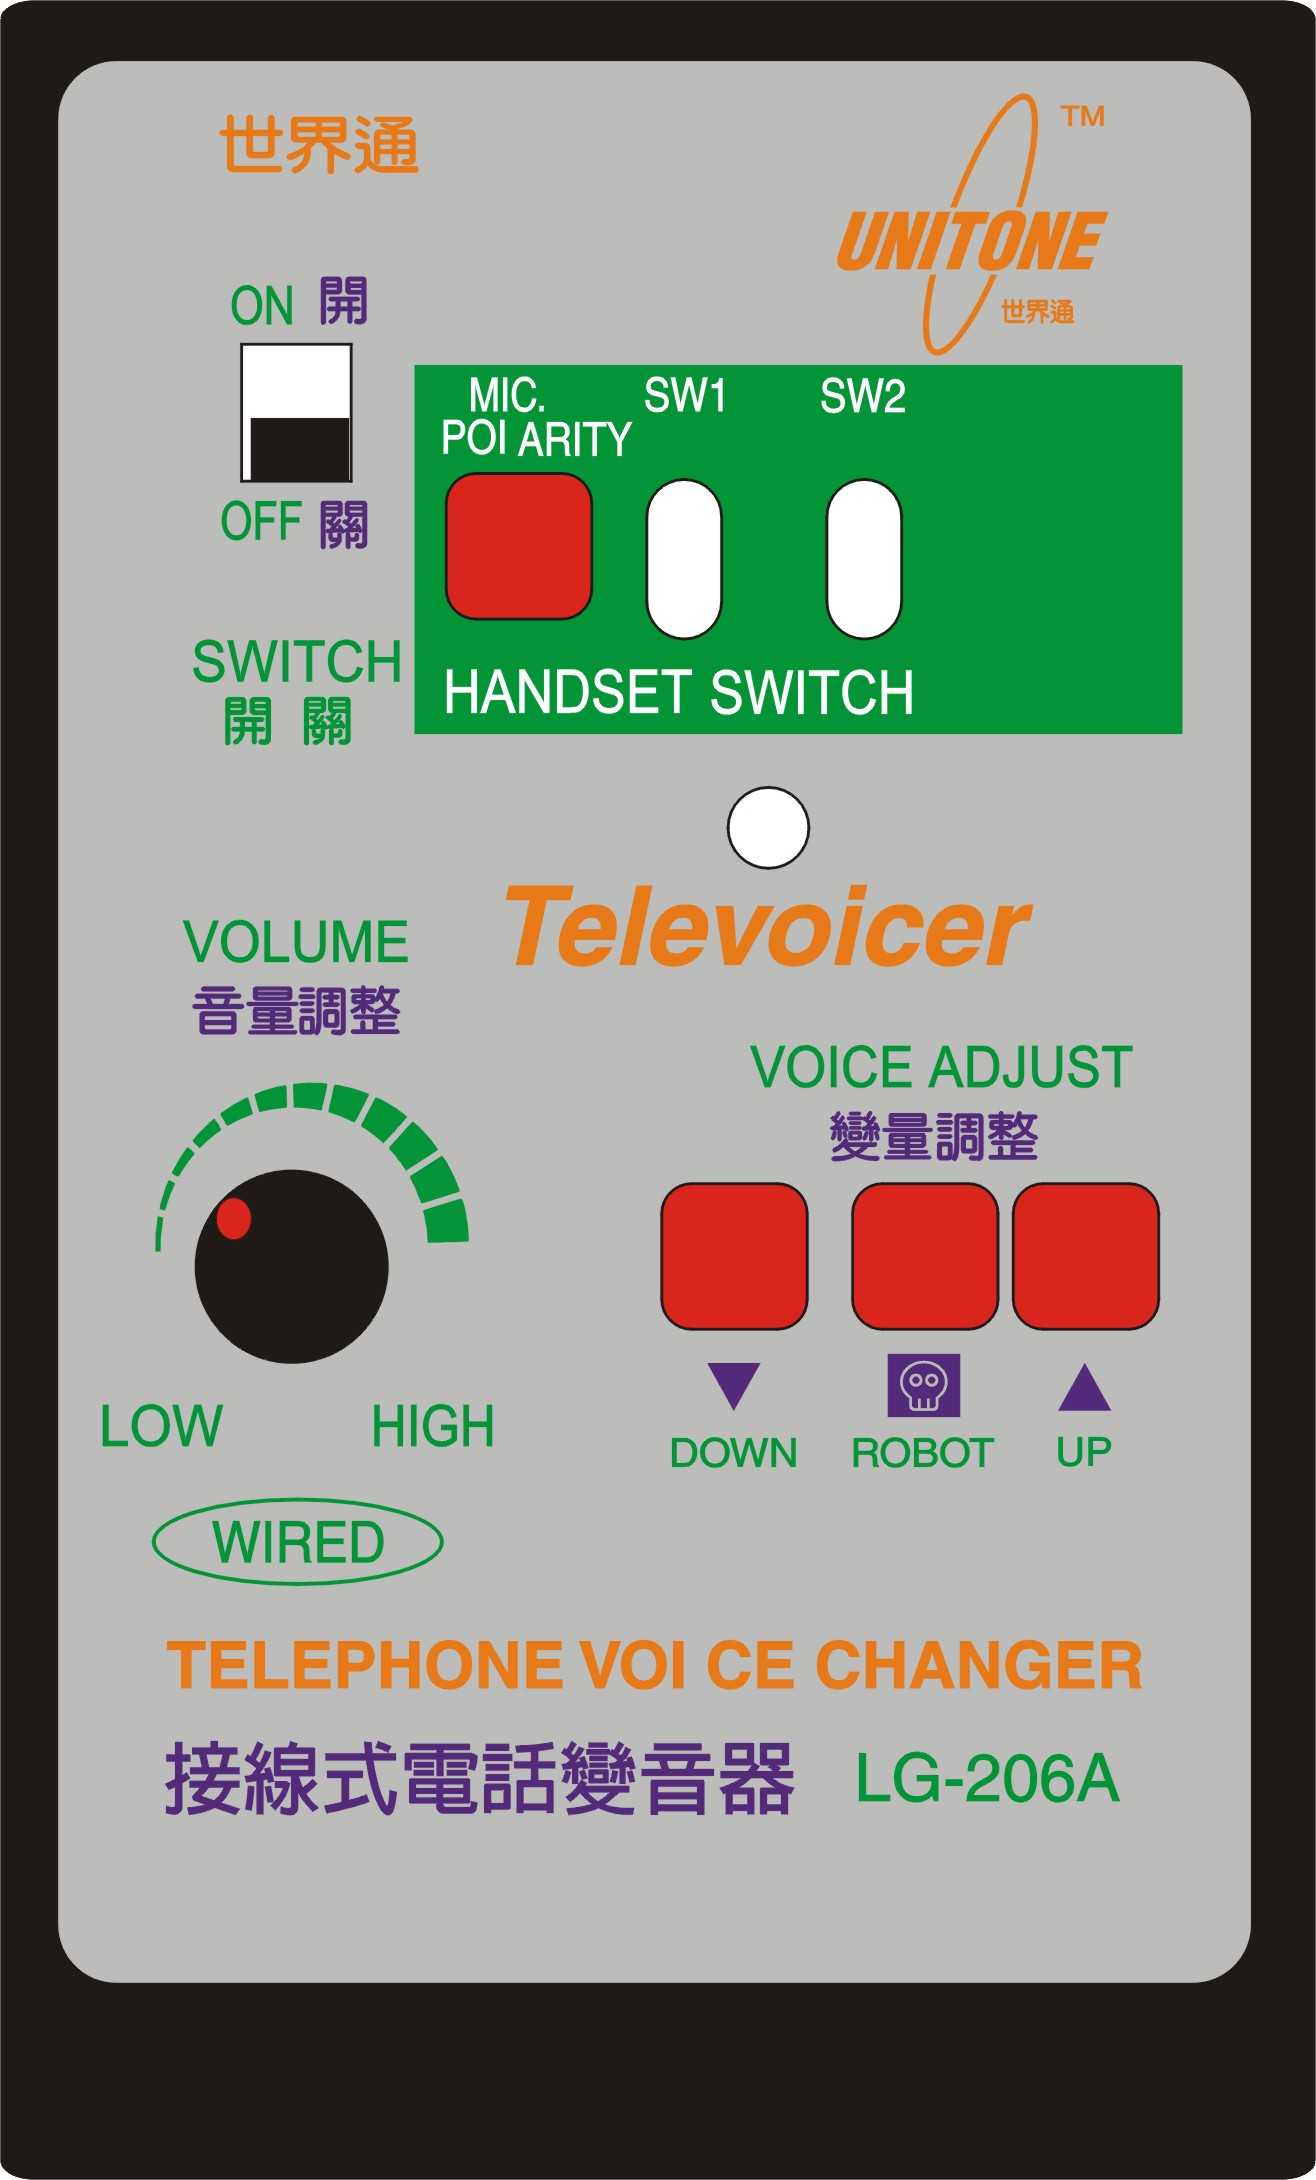 世界通
TM
UNITONE
世界通
ON 開
OFF 關
SWITCH
開 關
MIC.
POI ARITY
SW1
SW2
HANDSET SWITCH
Televoicer
VOLUME
音量調整
LOW
HIGH
VOICE ADJUST
變量調整
DOWN
ROBOT
UP
WIRED
TELEPHONE VOI CE CHANGER
接線式電話變音器 LG-206A